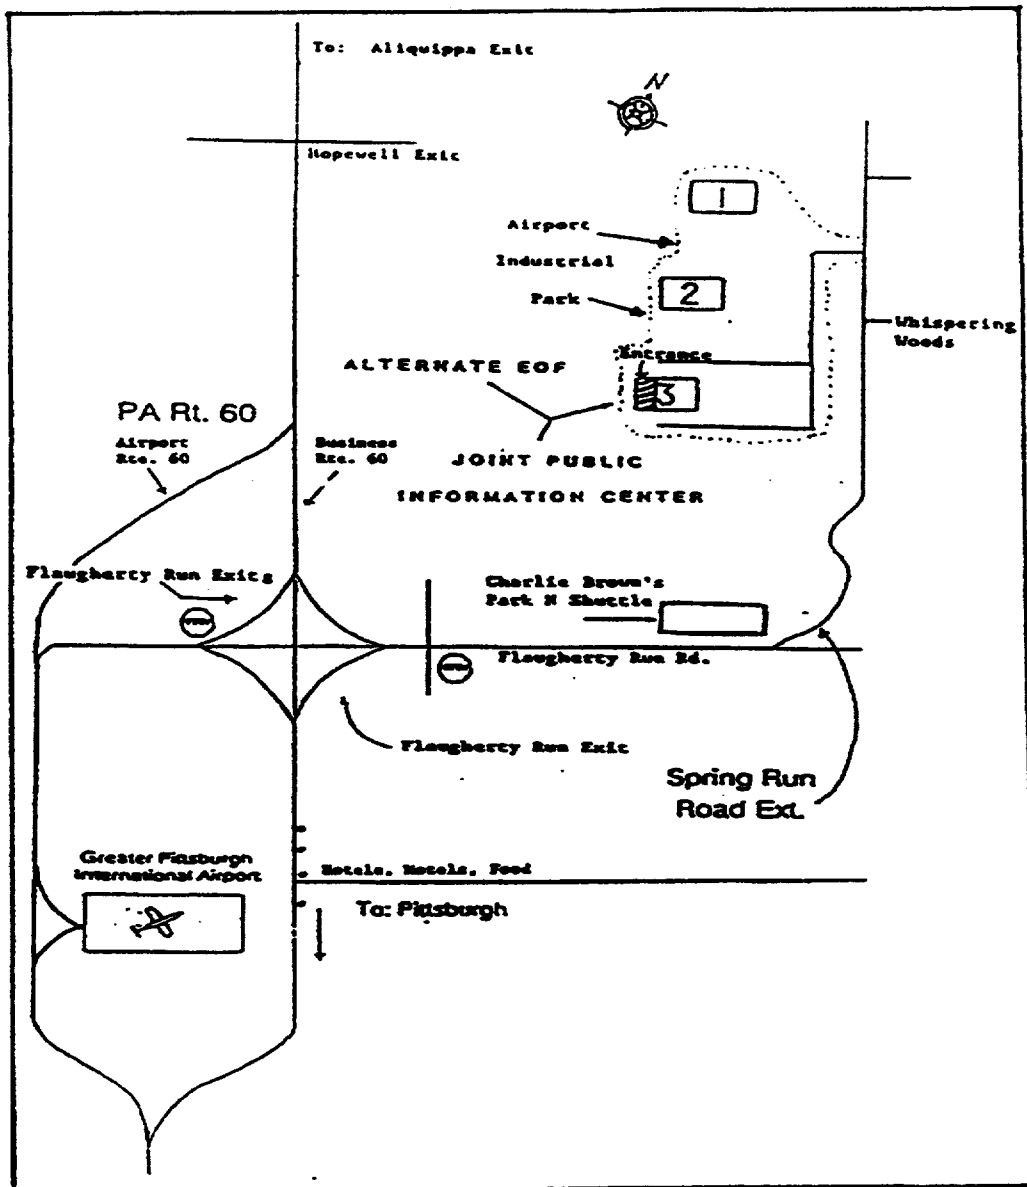 To: Aliquippa Exit
N
Hopewell Exit
1
Airport
Industrial
Park
2
Whispering
Woods
Entrance
ALTERNATE EOF
3
PA Rt. 60
Airport
Rte. 60
Business
Rte. 60
JOINT PUBLIC
INFORMATION CENTER
Flaugherty Run Exits
Charlie Brown's
Park N Shuttle
Flaugherty Run Rd.
Flaugherty Run Exit
Spring Run
Road Ext.
Greater Pittsburgh
International Airport
Hotels, Motels, Food
To: Pittsburgh